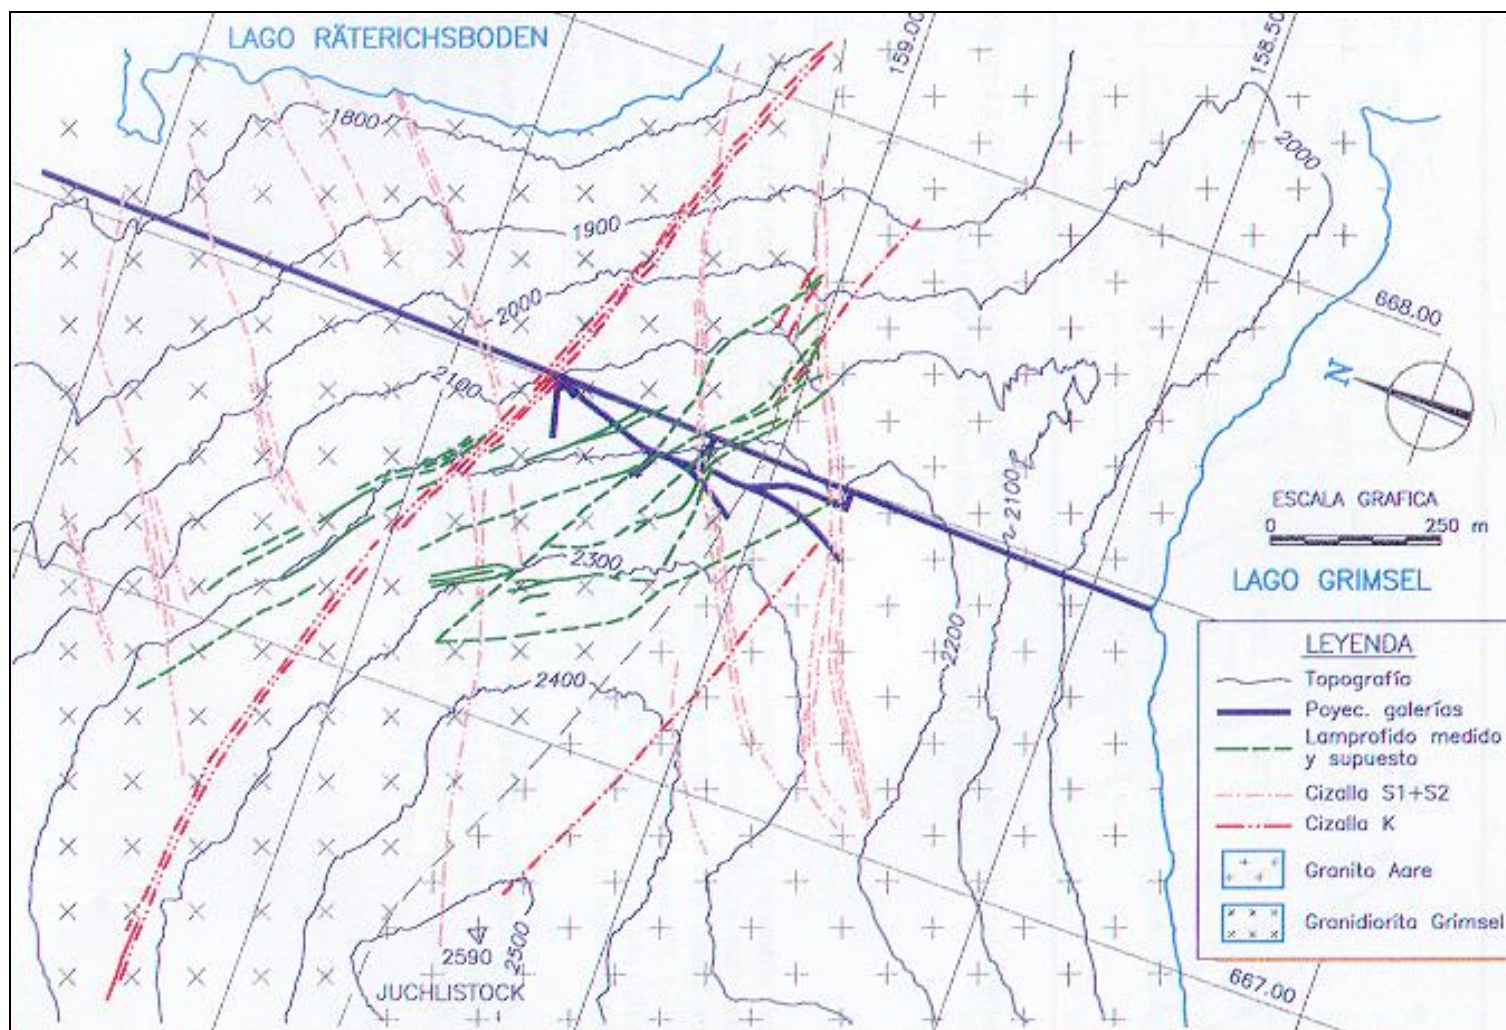 LAGO RÄTERICHSBODEN
159.00
158.50
1800
2000
1900
2000
668.00
N
2100
ESCALA GRAFICA
0 250 m
2100
2300
LAGO GRIMSEL
2200
2400
LEYENDA
Topografía
Poyec. galerías
Lamprofido medido
y supuesto
Cizalla S1+S2
Cizalla K
Granito Aare
Granidiorita Grimsel
2590
2500
JUCHLISTOCK
667.00